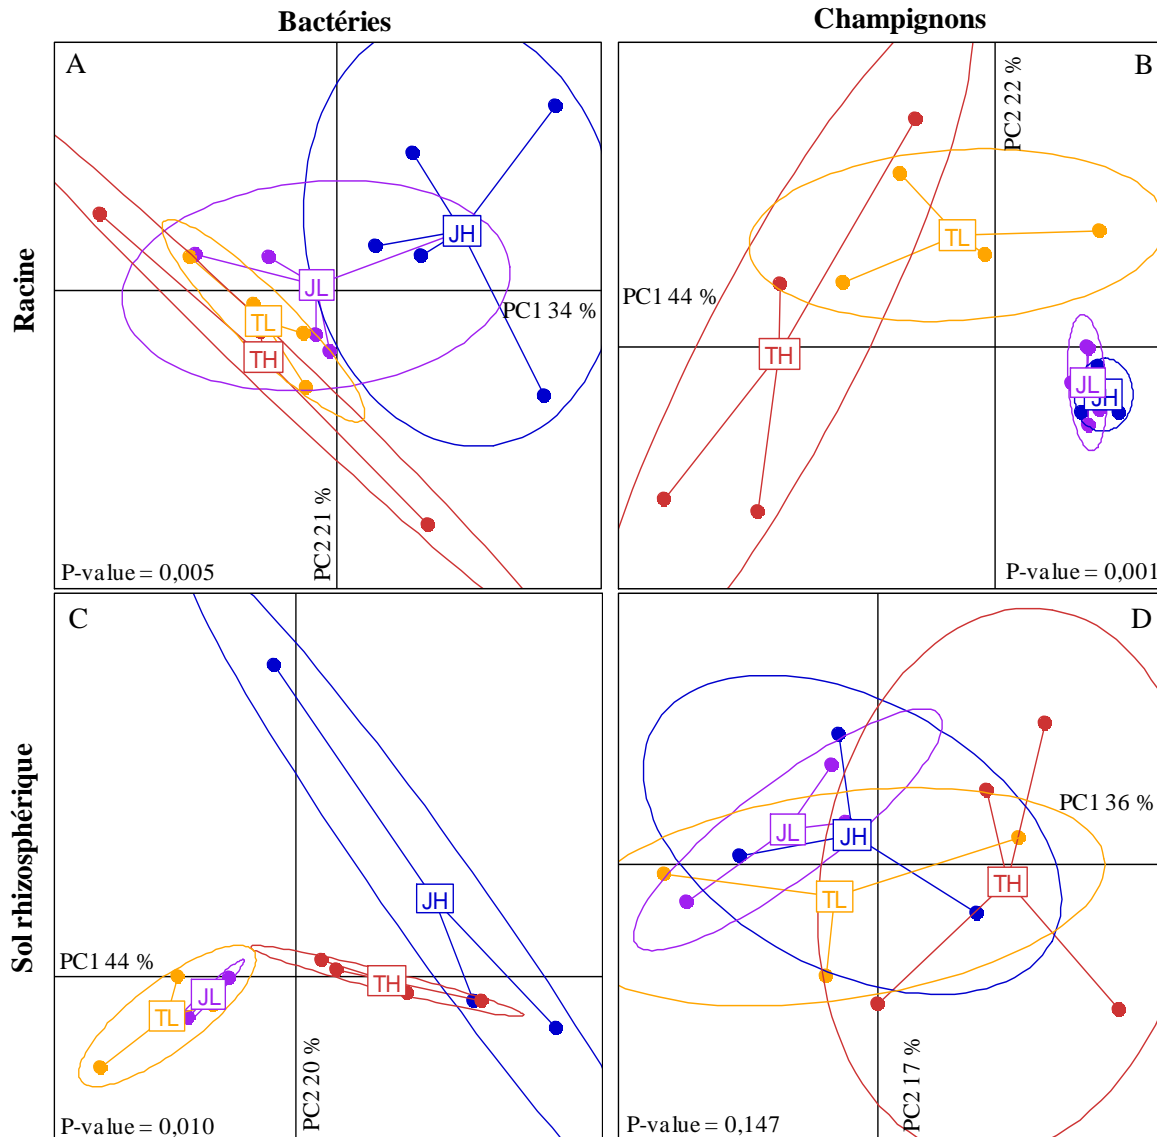 Bactéries
Champignons
Racine
A
JH
JL
TL
TH
PC1 34 %
PC2 21 %
P-value = 0,005
B
PC2 22 %
TL
PC1 44 %
TH
JL
JH
P-value = 0,001
Sol rhizosphérique
C
JH
PC1 44 %
TH
JL
TL
PC2 20 %
P-value = 0,010
D
PC1 36 %
JL
JH
TH
TL
PC2 17 %
P-value = 0,147